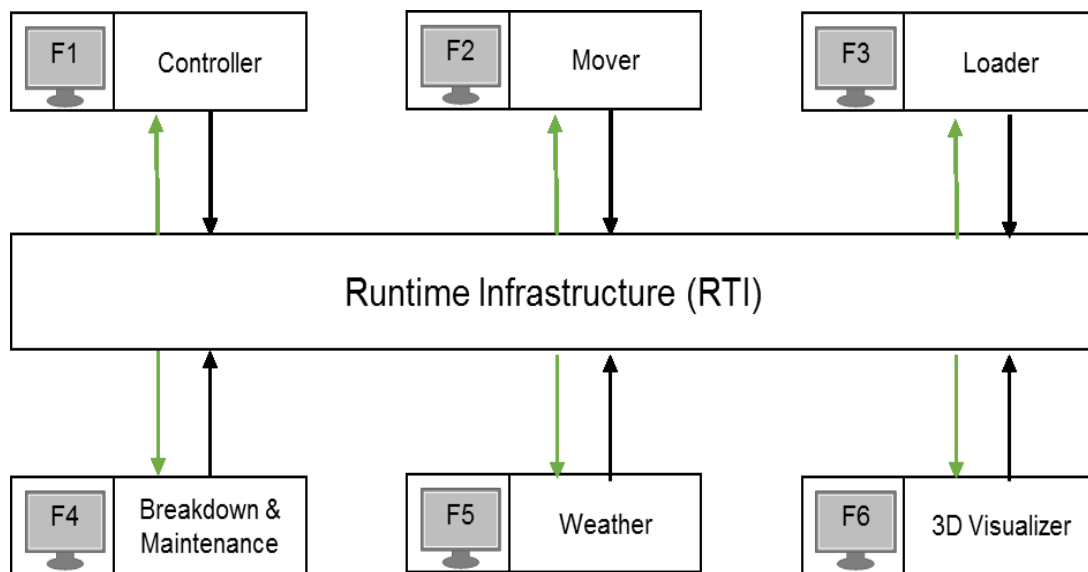 F1
Controller
F2
Mover
F3
Loader
Runtime Infrastructure (RTI)
F4
Breakdown &
Maintenance
F5
Weather
F6
3D Visualizer